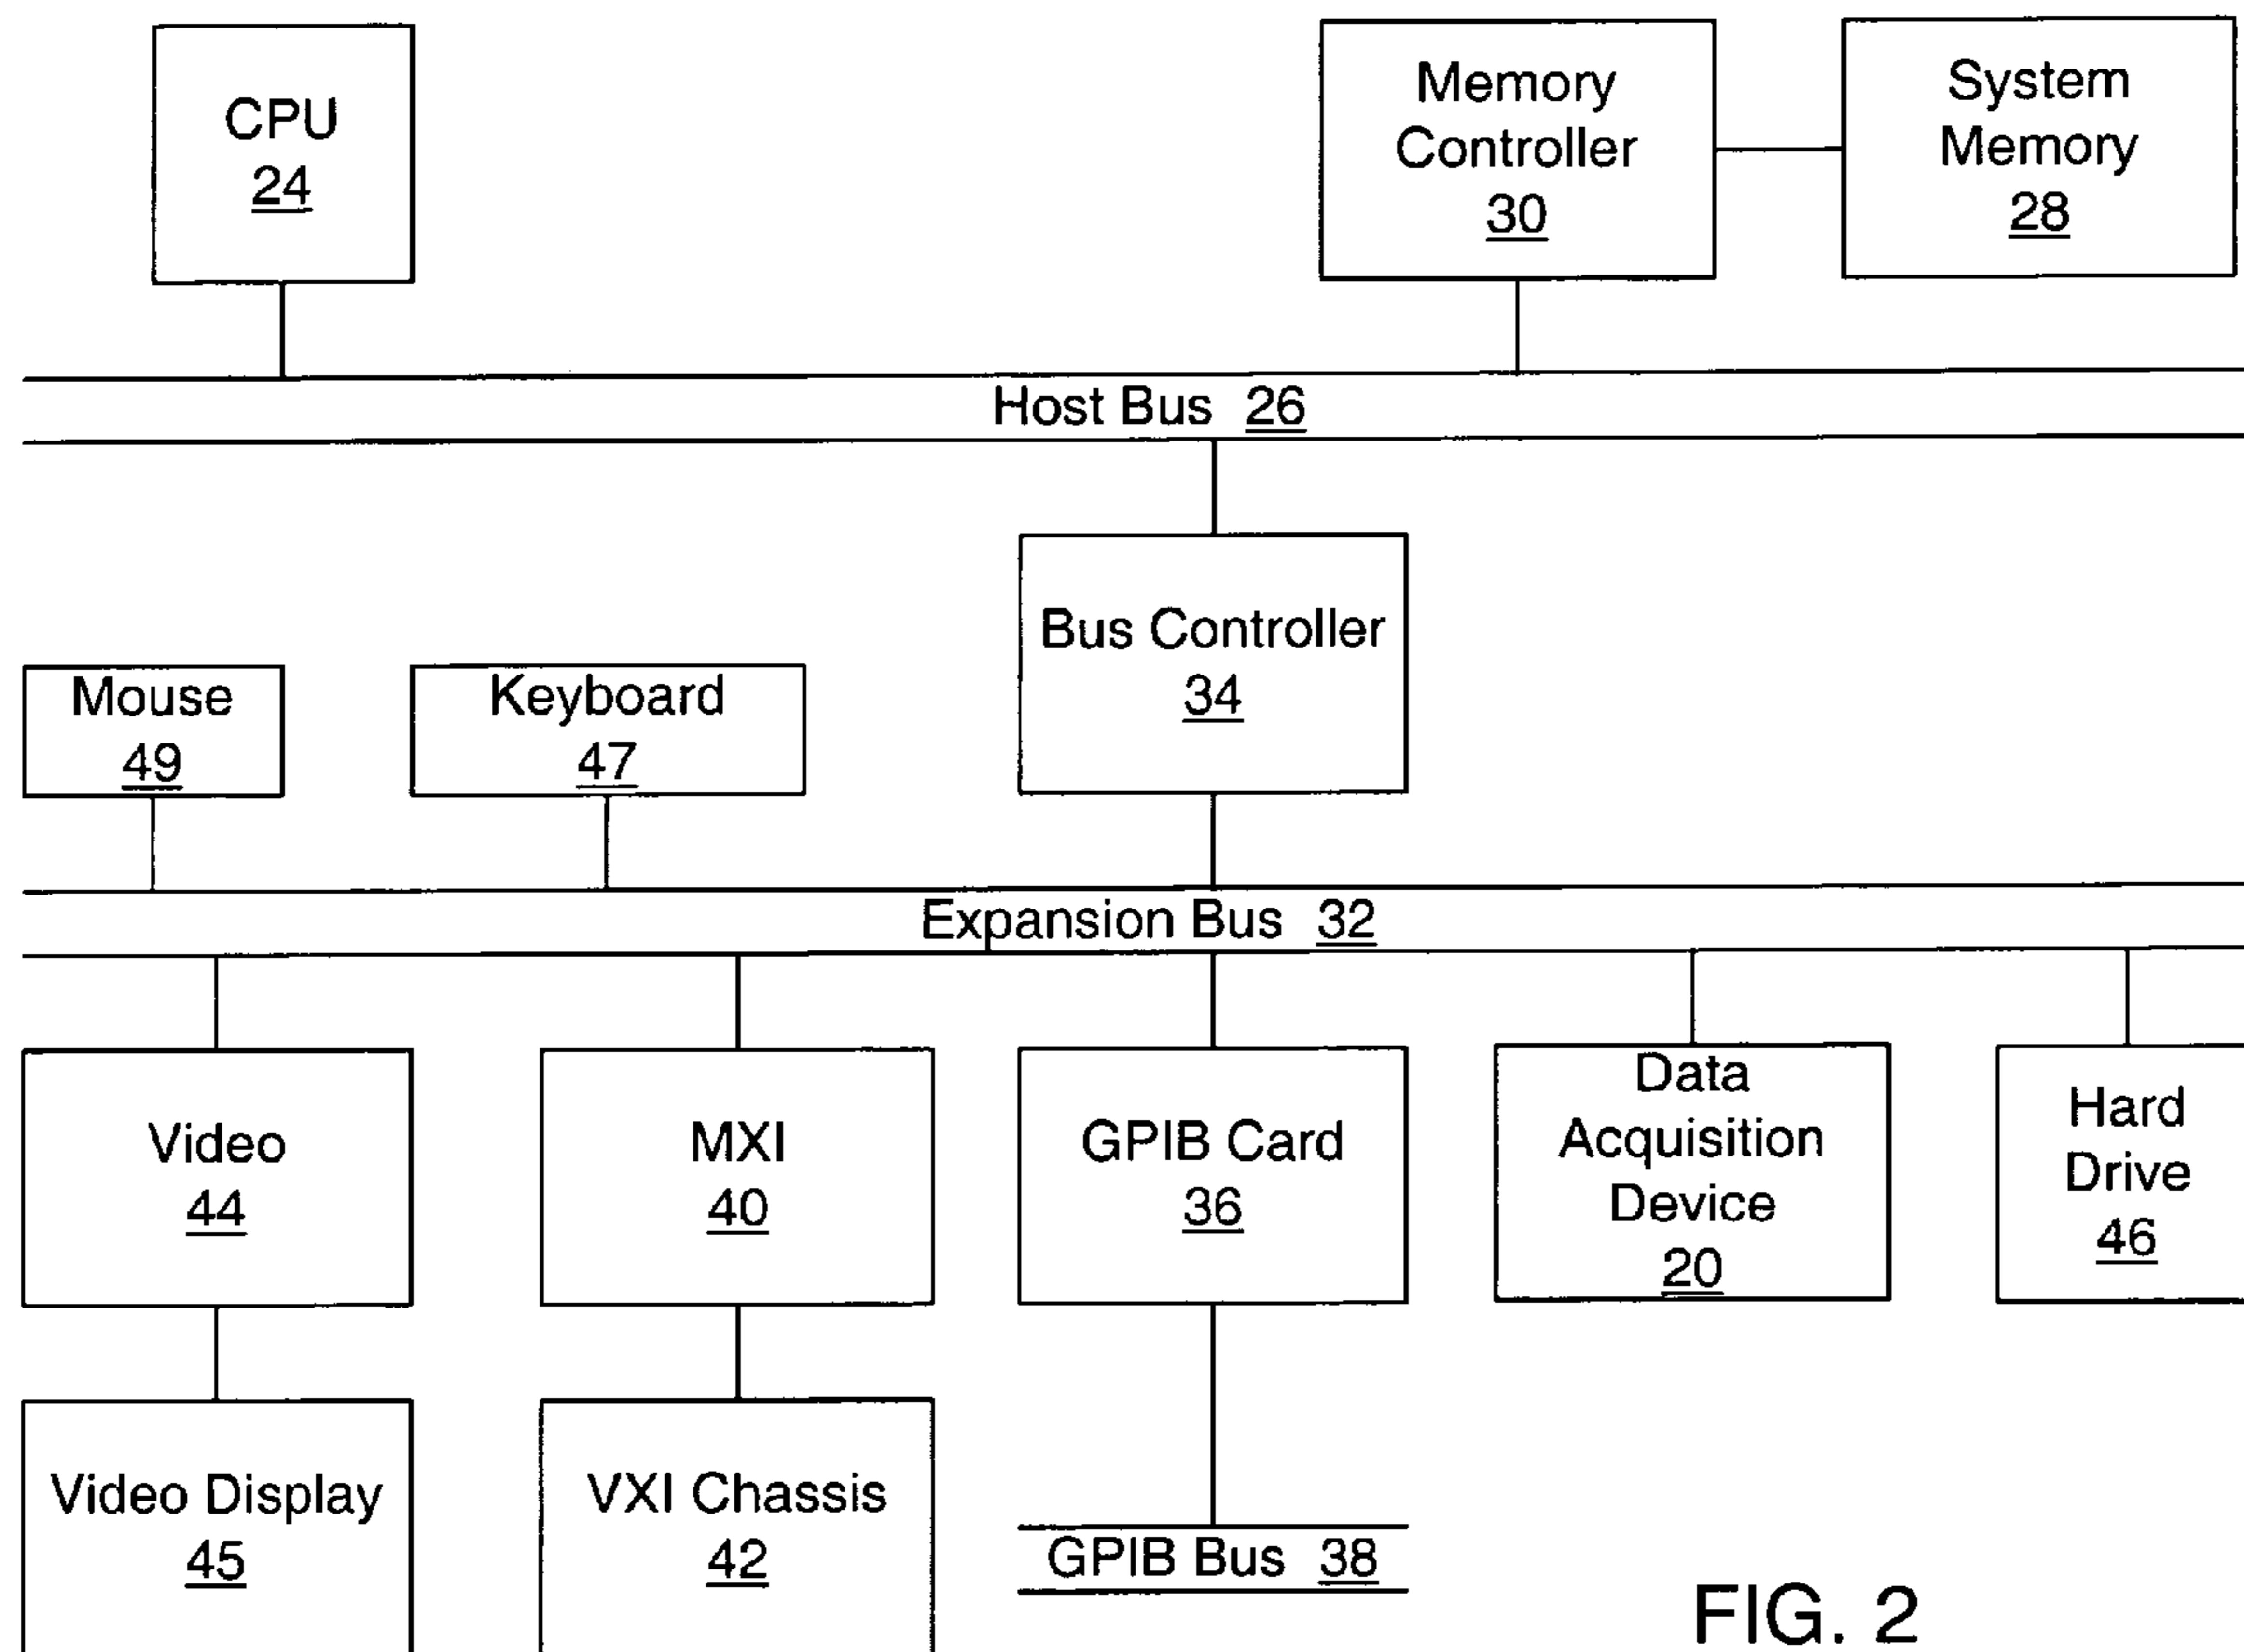 CPU
24
Memory
Controller
30
System
Memory
28
Host Bus 26
Bus Controller
34
Mouse
49
Keyboard
47
Expansion Bus 32
Video
44
MXI
40
GPIB Card
36
Data
Acquisition
Device
20
Hard
Drive
46
Video Display
45
VXI Chassis
42
GPIB Bus 38
FIG. 2